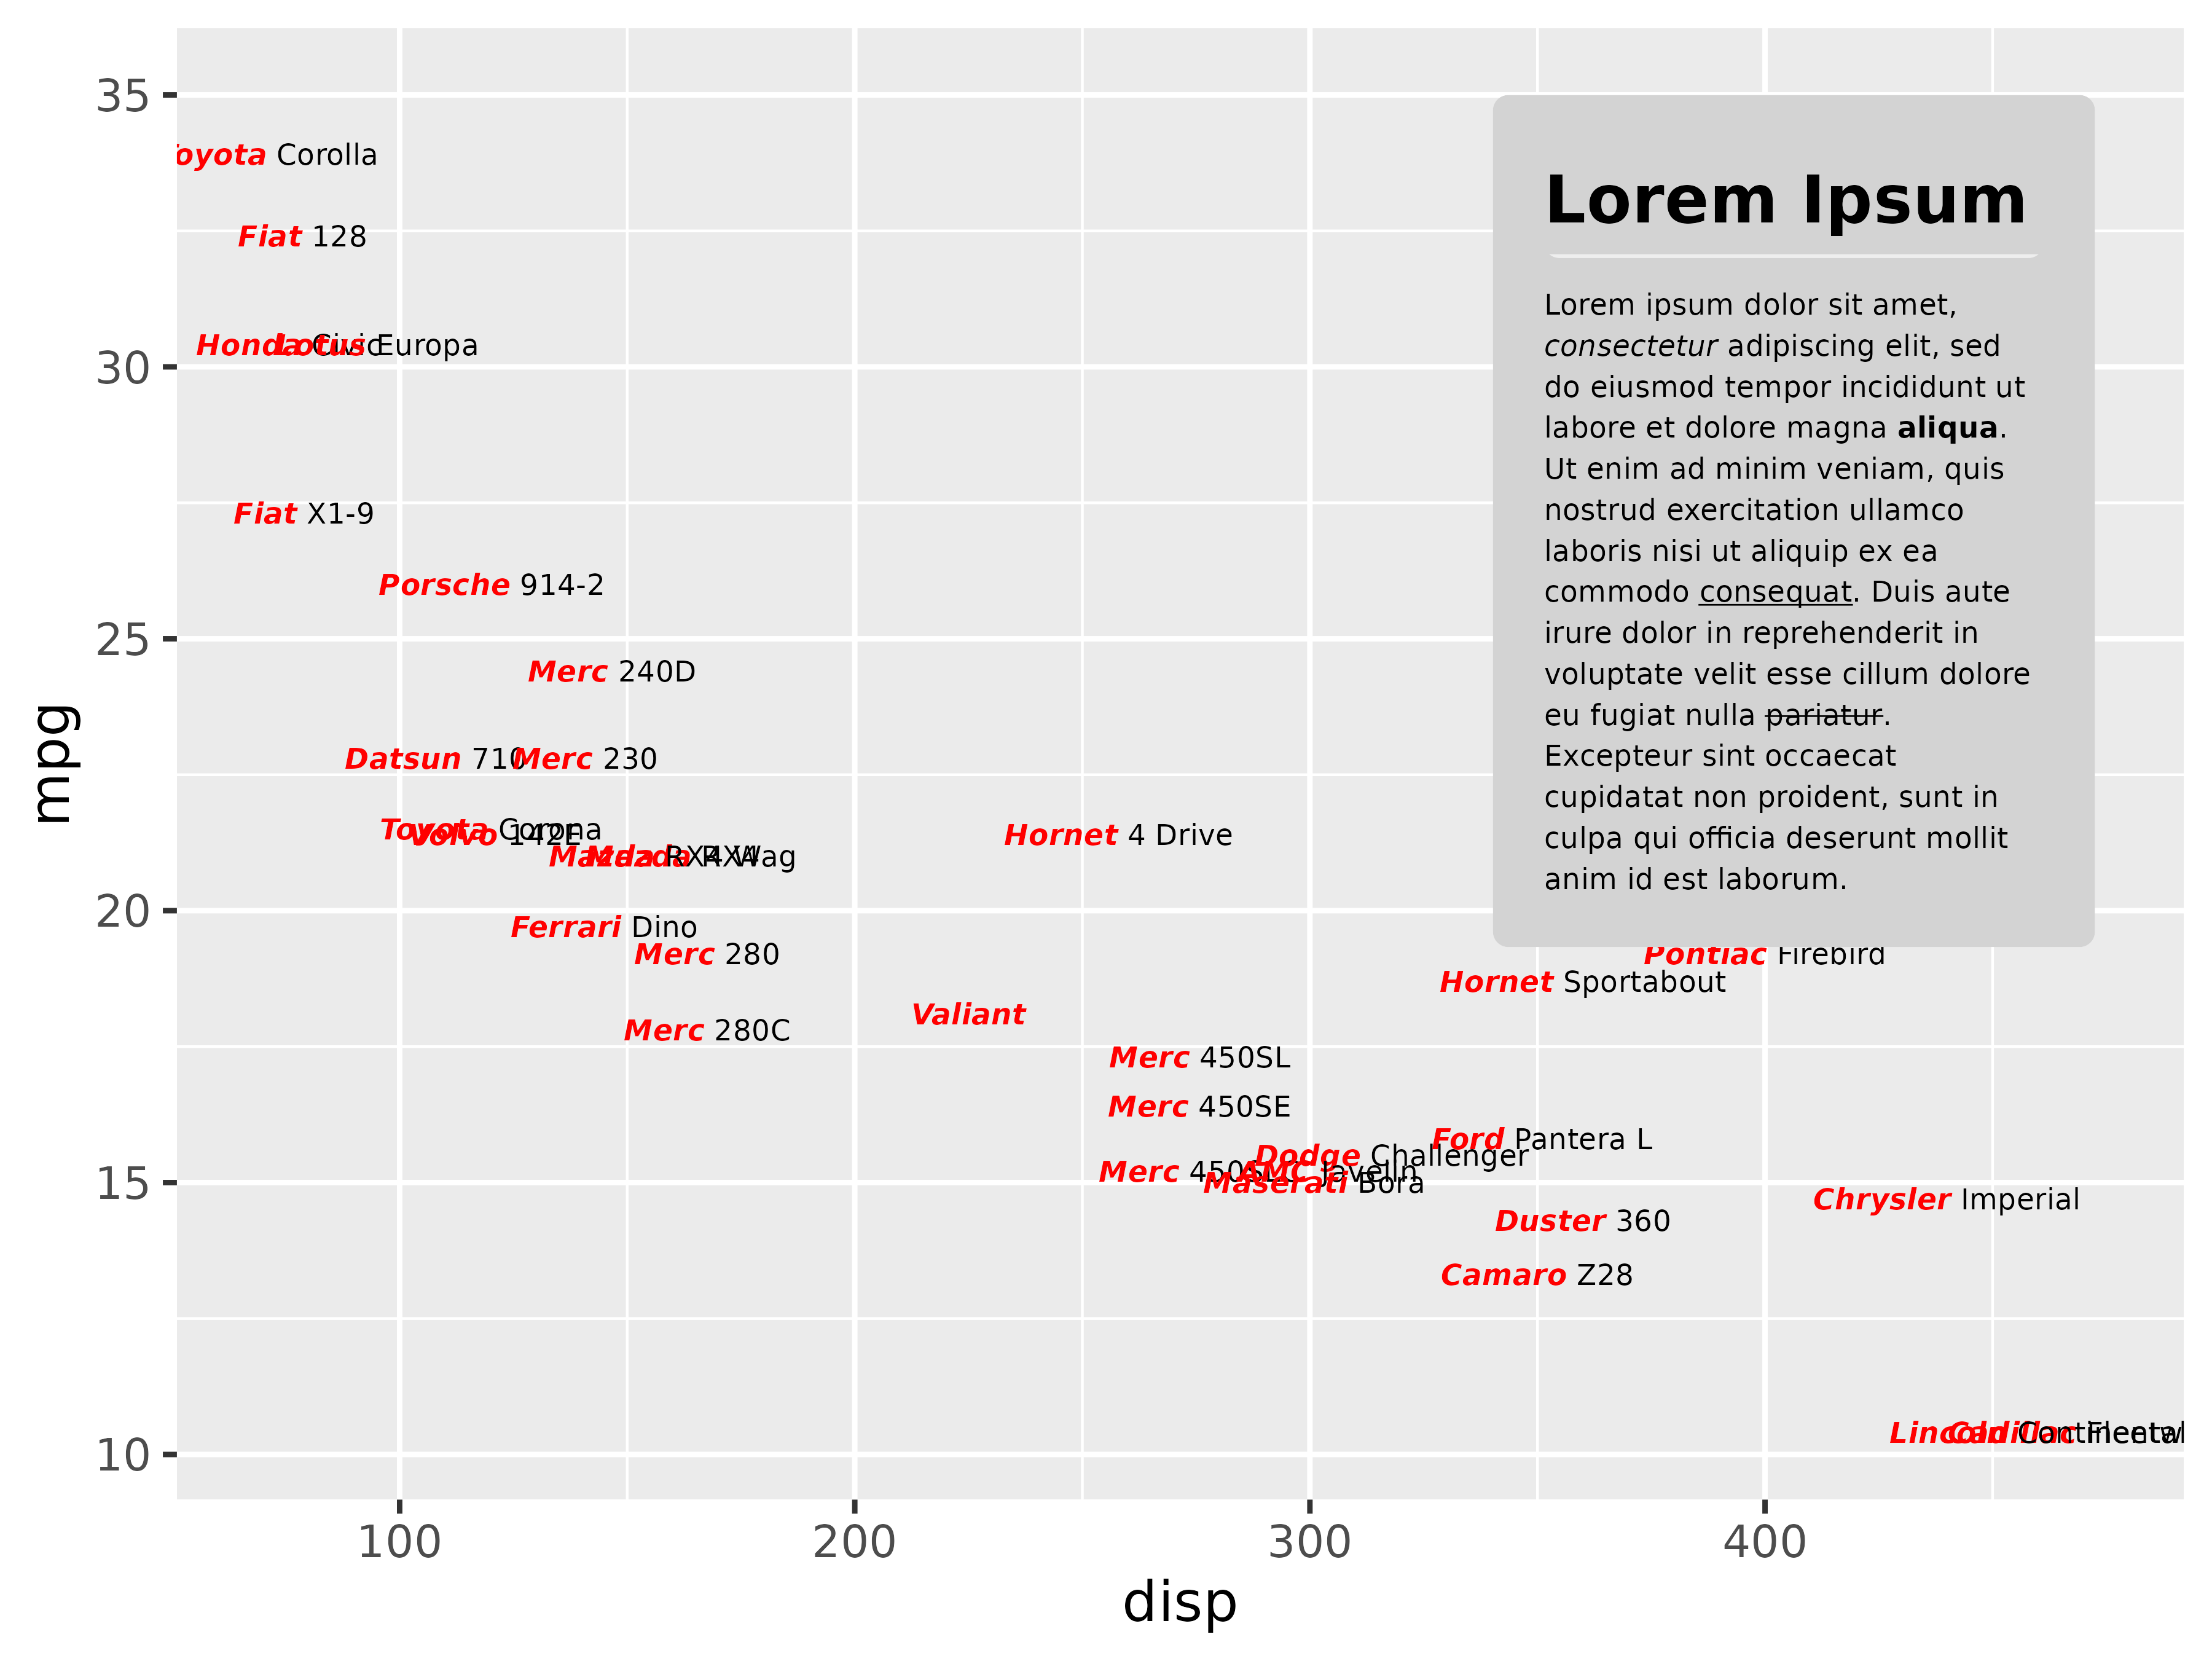 35
oyota Corolla
Fiat 128
Honda Civic
Lotus Europa
30
Fiat X1-9
Porsche 914-2
25
Merc 240D
Datsun 710
Merc 230
Toyota Corona
Volvo 142E
Mazda RX4
Mazda RX4 Wag
Hornet 4 Drive
20
Ferrari Dino
Merc 280
Pontiac Firebird
Hornet Sportabout
Valiant
Merc 280C
Merc 450SL
Merc 450SE
Ford Pantera L
Dodge Challenger
Merc 450SLC
AMC Javelin
Maserati Bora
15
Chrysler Imperial
Duster 360
Camaro Z28
Lincoln Continental
Cadillac
10
mpg
100 200 300 400
disp
Lorem Ipsum
Lorem ipsum dolor sit amet,
consectetur adipiscing elit, sed
do eiusmod tempor incididunt ut
labore et dolore magna aliqua.
Ut enim ad minim veniam, quis
nostrud exercitation ullamco
laboris nisi ut aliquip ex ea
commodo consequat. Duis aute
irure dolor in reprehenderit in
voluptate velit esse cillum dolore
eu fugiat nulla pariatur.
Excepteur sint occaecat
cupidatat non proident, sunt in
culpa qui officia deserunt mollit
anim id est laborum.